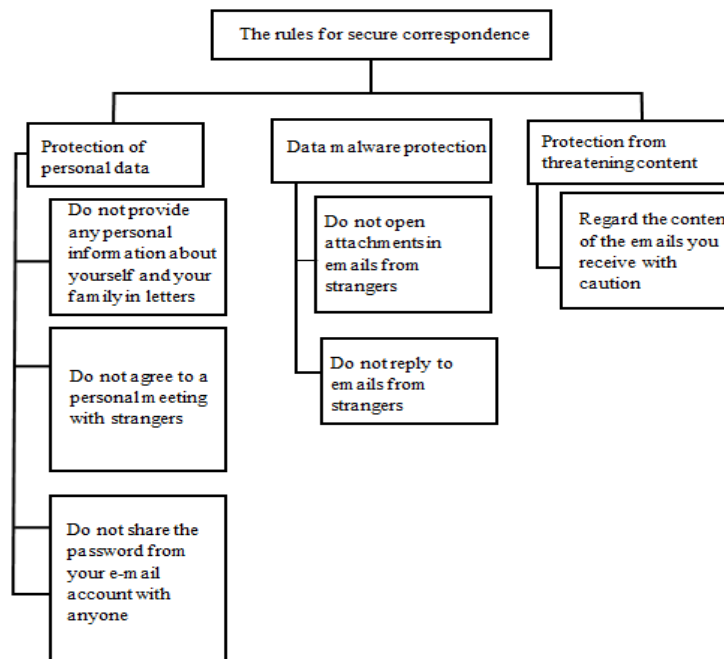 The rules for secure correspondence
Protection of
personal data
Do not provide
any personal
information about
yourself and your
family in letters
Do not agree to a
personal meeting
with strangers
Do not share the
password from
your e-mail
account with
anyone
Data malware protection
Do not open
attachments in
emails from
strangers
Do not reply to
emails from
strangers
Protection from
threatening content
Regard the conten
of the emails you
receive with
caution